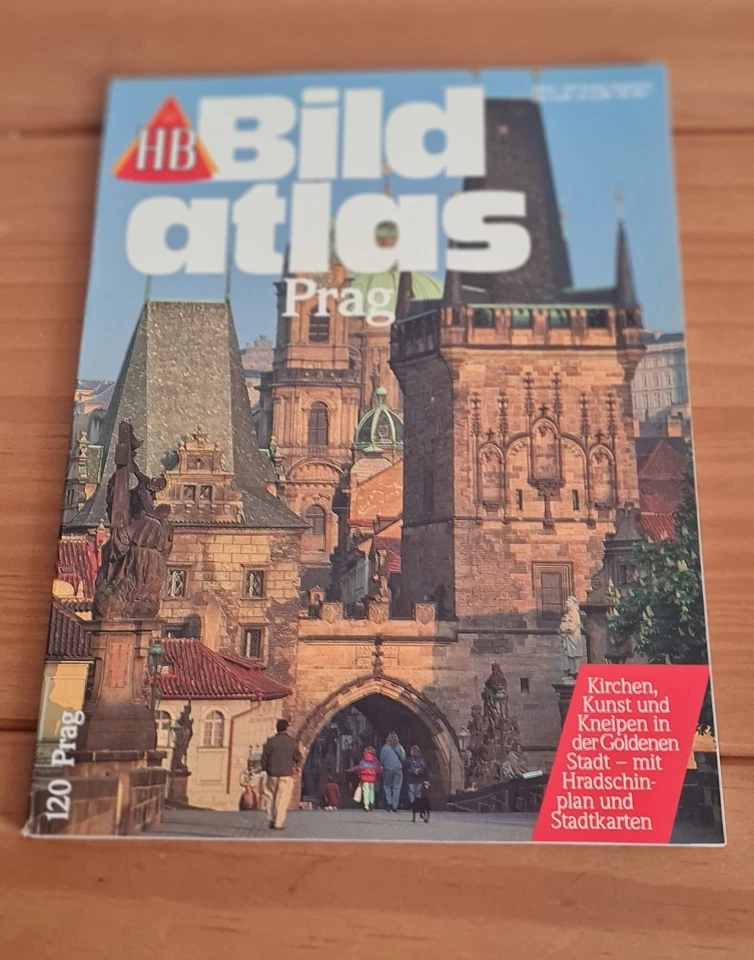 HB
Bild
atlas
Prag
120 Prag
Kirchen,
Kunst und
Kneipen in
der Goldenen
Stadt – mit
Hradschin-
plan und
Stadtkarten